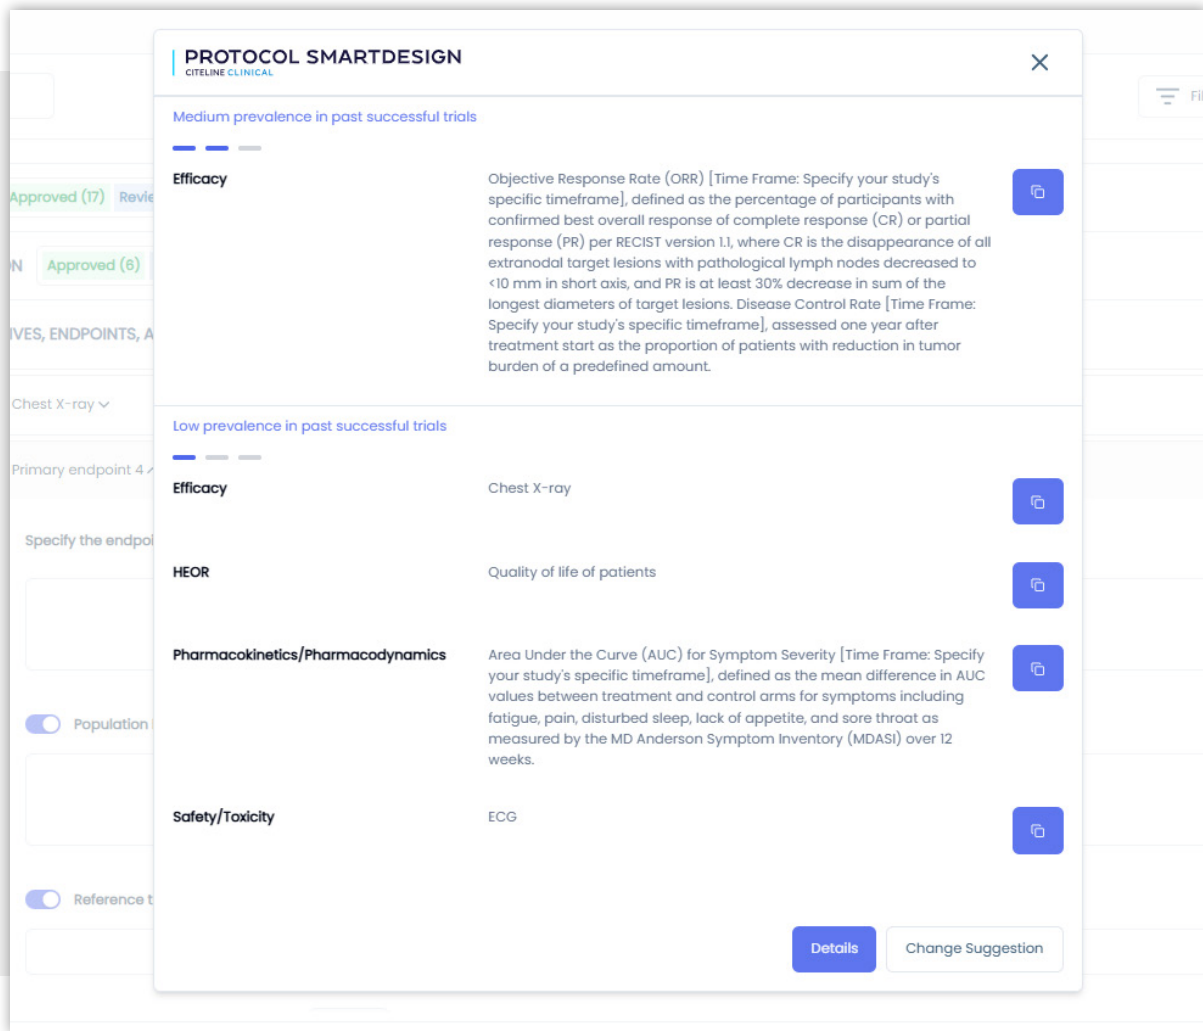 PROTOCOL SMARTDESIGN
CITELINE CLINICAL
Fil
Medium prevalence in past successful trials
Efficacy
Objective Response Rate (ORR) [Time Frame: Specify your study's
specific timeframe], defined as the percentage of participants with
confirmed best overall response of complete response (CR) or partial
response (PR) per RECIST version 1.1, where CR is the disappearance of all
extranodal target lesions with pathological lymph nodes decreased to
<10 mm in short axis, and PR is at least 30% decrease in sum of the
longest diameters of target lesions. Disease Control Rate [Time Frame:
Specify your study's specific timeframe], assessed one year after
treatment start as the proportion of patients with reduction in tumor
burden of a predefined amount.
Approved (17) Revie
ON Approved (6)
IVES, ENDPOINTS, A
Chest X-ray
Primary endpoint 4
Specify the endpoi
Population
Reference t
Low prevalence in past successful trials
Efficacy
Chest X-ray
HEOR
Quality of life of patients
Pharmacokinetics/Pharmacodynamics
Area Under the Curve (AUC) for Symptom Severity [Time Frame: Specify
your study's specific timeframe], defined as the mean difference in AUC
values between treatment and control arms for symptoms including
fatigue, pain, disturbed sleep, lack of appetite, and sore throat as
measured by the MD Anderson Symptom Inventory (MDASI) over 12
weeks.
Safety/Toxicity
ECG
Details
Change Suggestion